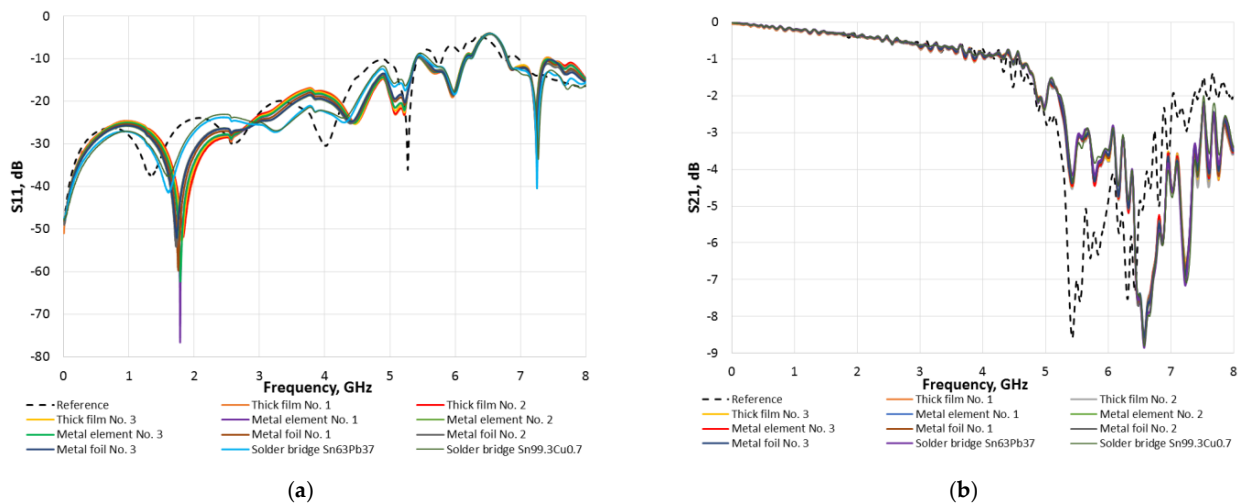 0
-10
-20
-30
-40
-50
-60
-70
-80
S11, dB
0 1 2 3 4 5 6 7 8
Frequency, GHz
Reference Thick film No. 1 Thick film No. 2
Thick film No. 3 Metal element No. 1 Metal element No. 2
Metal element No. 3 Metal foil No. 1 Metal foil No. 2
Metal foil No. 3 Solder bridge Sn63Pb37 Solder bridge Sn99.3Cu0.7
(a)
0
-1
-2
-3
-4
-5
-6
-7
-8
-9
S21, dB
0 1 2 3 4 5 6 7 8
Frequency, GHz
Reference Thick film No. 1 Thick film No. 2
Thick film No. 3 Metal element No. 1 Metal element No. 2
Metal element No. 3 Metal foil No. 1 Metal foil No. 2
Metal foil No. 3 Solder bridge Sn63Pb37 Solder bridge Sn99.3Cu0.7
(b)